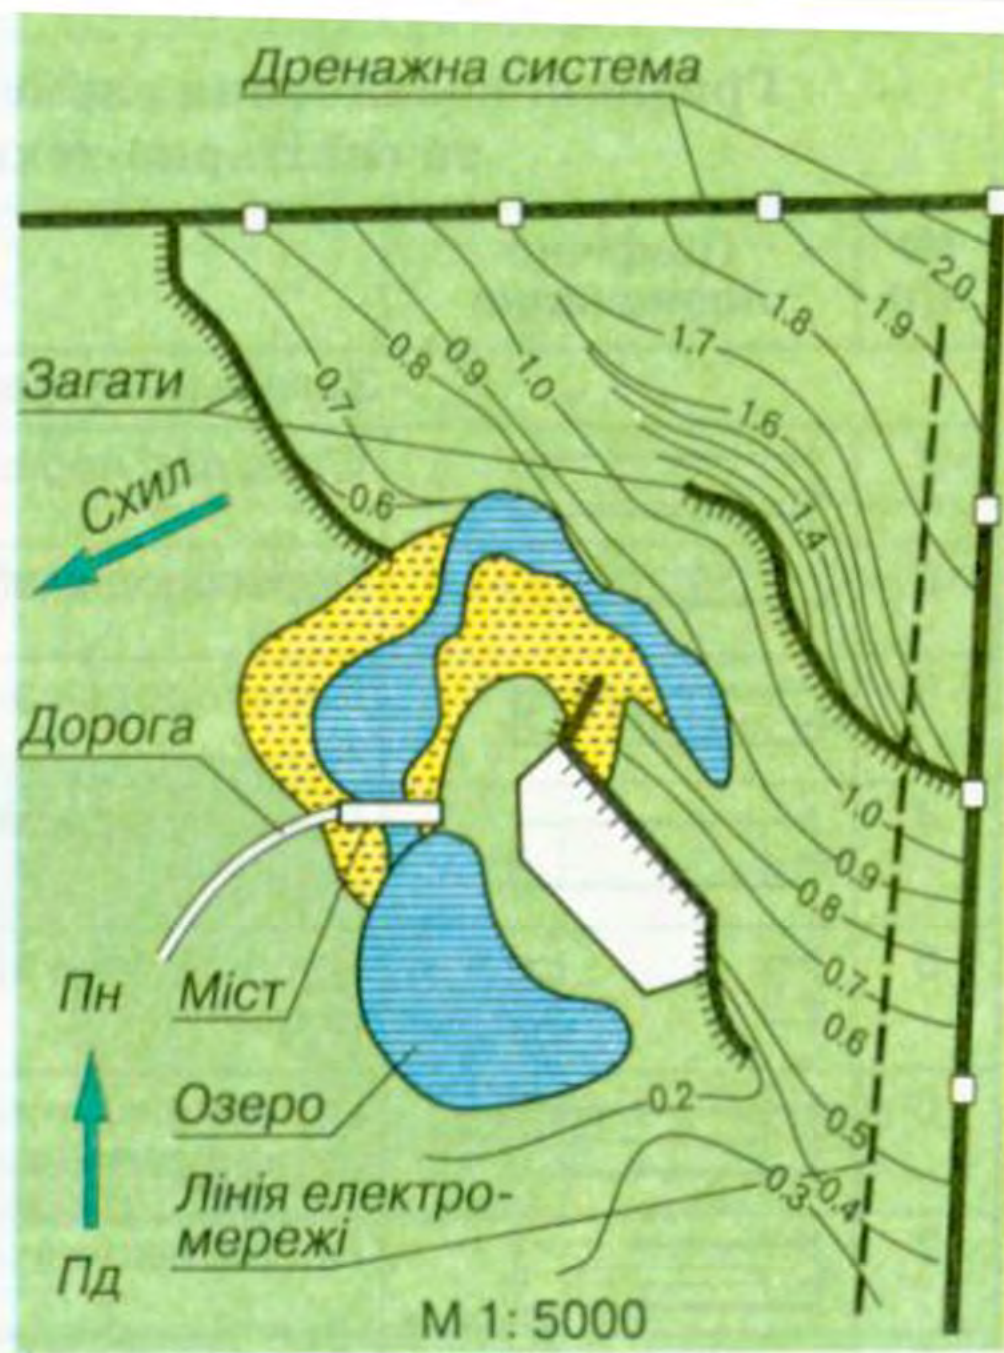 Дренажна система
2.0
1.9
1.8
1.7
1.6
1.4
0.8
0.9
1.0
0.7
0.6
Загати
Схил
Дорога
1.0
0.9
0.8
0.7
0.6
0.5
0.4
0.3
0.2
Пн
Міст
Озеро
Лінія електро-
мережі
Пд
М 1: 5000